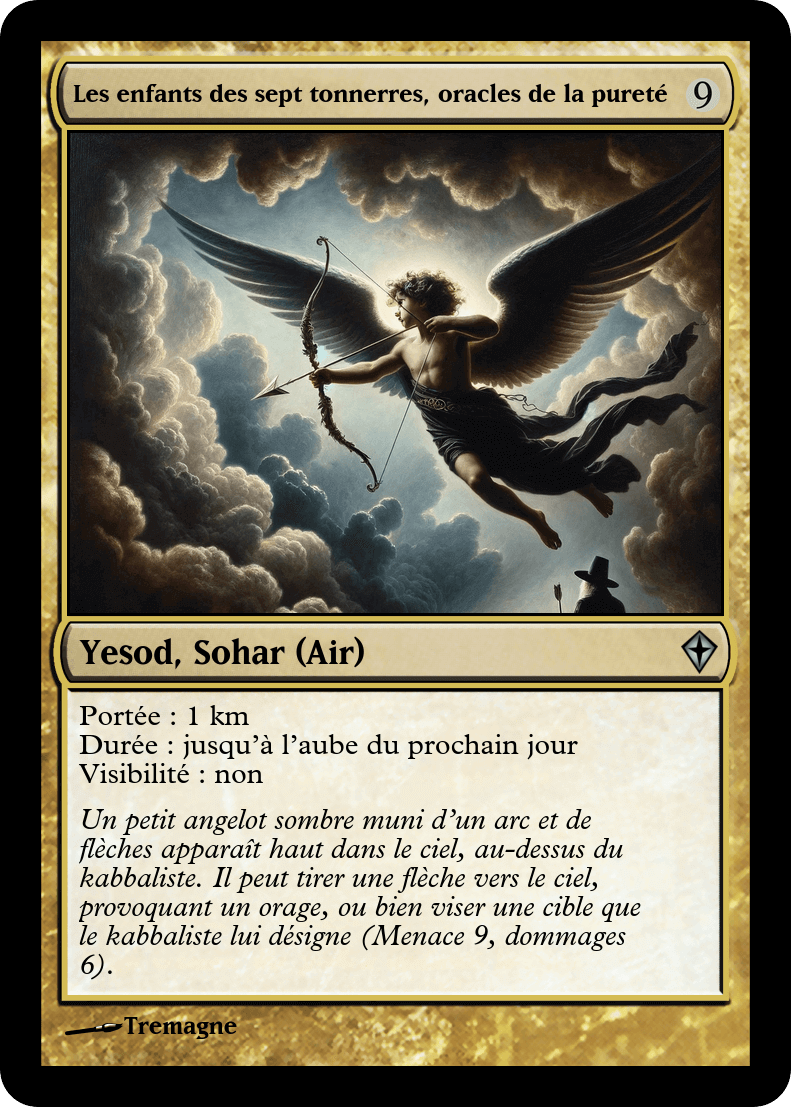 Les enfants des sept tonnerres, oracles de la pureté 9
Yesod, Sohar (Air)
Portée : 1 km
Durée : jusqu'à l'aube du prochain jour
Visibilité : non
Un petit angelot sombre muni d'un arc et de
flèches apparaît haut dans le ciel, au-dessus du
kabbaliste. Il peut tirer une flèche vers le ciel,
provoquant un orage, ou bien viser une cible que
le kabbaliste lui désigne (Menace 9, dommages
6).
Tremagne